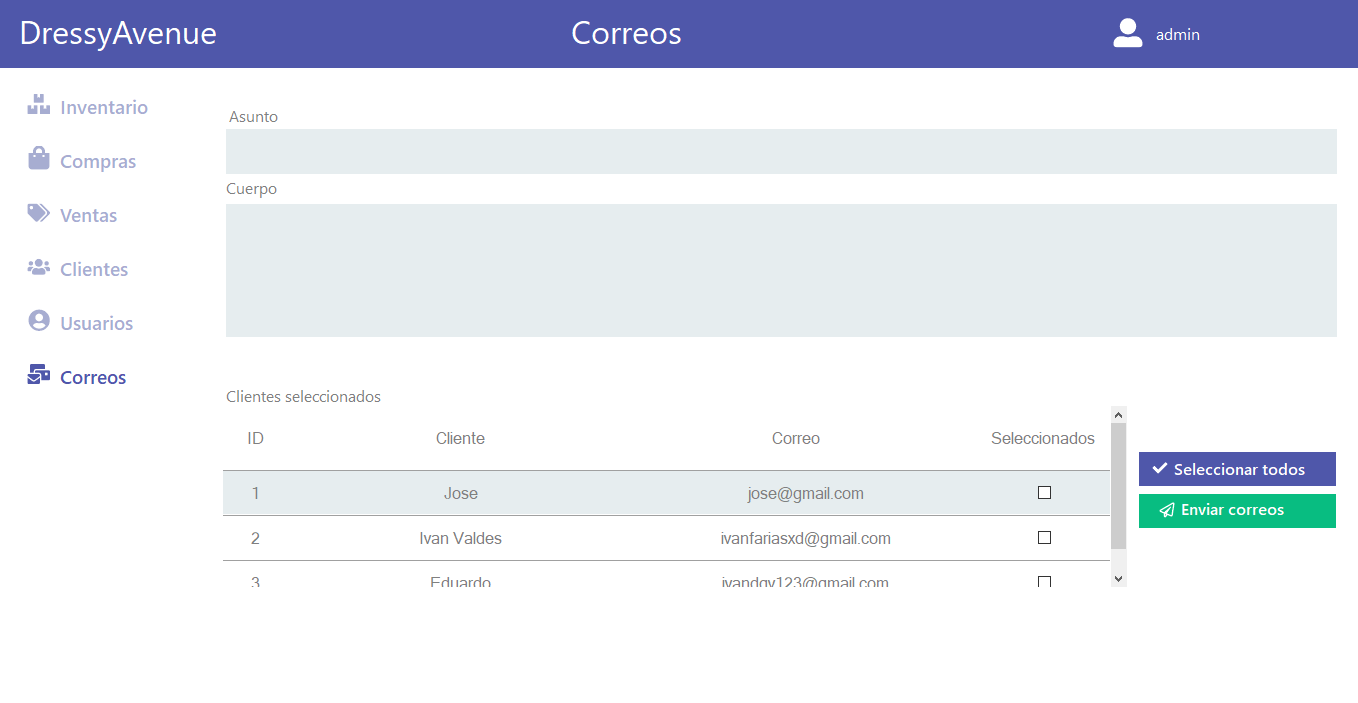 DressyAvenue
Correos
admin
Inventario
Compras
Ventas
Clientes
Usuarios
Correos
Asunto
Cuerpo
Clientes seleccionados
ID Cliente Correo Seleccionados
1 Jose jose@gmail.com
2 Ivan Valdes ivanfariasxd@gmail.com
3 Eduardo ivandgv123@gmail.com
Seleccionar todos
Enviar correos